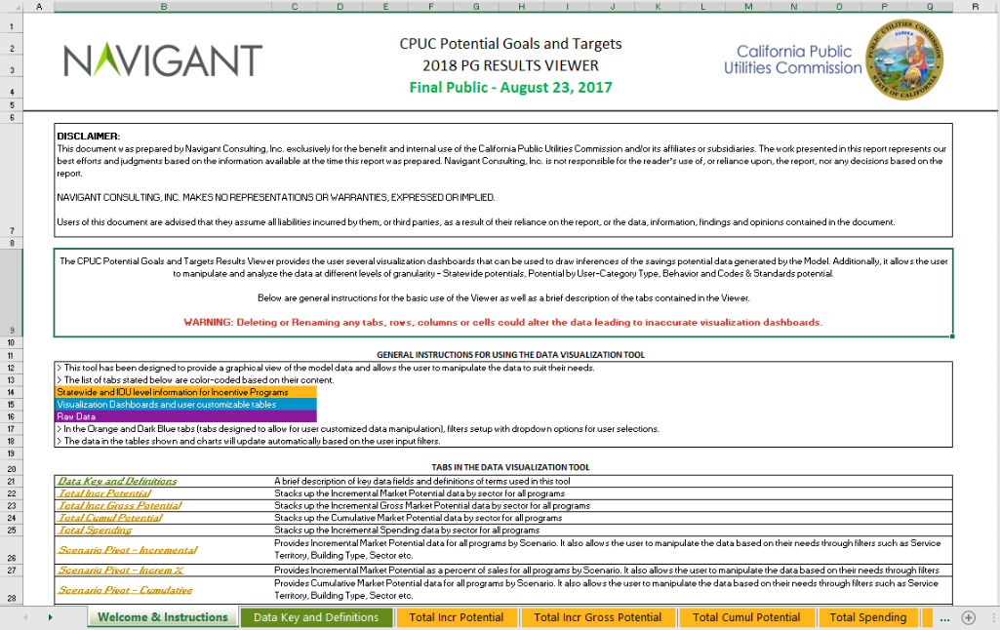 A B C D E F G H I J K L M N O P Q R
1
2
3
4
5
6
7
8
9
10
11
12
13
14
15
16
17
18
19
20
21
22
23
24
25
26
27
28
NAVIGANT
CPUC Potential Goals and Targets
2018 PG RESULTS VIEWER
Final Public - August 23, 2017
California Public
Utilities Commission
PUBLIC UTILITIES COMMISSION
EUREKA
STATE OF CALIFORNIA
DISCLAIMER:
This document was prepared by Navigant Consulting, Inc. exclusively for the benefit and internal use of the California Public Utilities Commission and/or its affiliates or subsidiaries. The work presented in this report represents our
best efforts and judgments based on the information available at the time this report was prepared. Navigant Consulting, Inc. is not responsible for the reader's use of, or reliance upon, the report, nor any decisions based on the
report.
NAVIGANT CONSULTING, INC. MAKES NO REPRESENTATIONS OR WARRANTIES, EXPRESSED OR IMPLIED.
Users of this document are advised that they assume all liabilities incurred by them, or third parties, as a result of their reliance on the report, or the data, information, findings and opinions contained in the document.
The CPUC Potential Goals and Targets Results Viewer provides the user several visualization dashboards that can be used to draw inferences of the savings potential data generated by the Model. Additionally, it allows the user
to manipulate and analyze the data at different levels of granularity - Statewide potentials, Potential by User-Category Type, Behavior and Codes & Standards potential.
Below are general instructions for the basic use of the Viewer as well as a brief description of the tabs contained in the Viewer.
WARNING: Deleting or Renaming any tabs, rows, columns or cells could alter the data leading to inaccurate visualization dashboards.
GENERAL INSTRUCTIONS FOR USING THE DATA VISUALIZATION TOOL
> This tool has been designed to provide a graphical view of the model data and allows the user to manipulate the data to suit their needs.
> The list of tabs stated below are color-coded based on their content.
Statewide and IOU level information for Incentive Programs
Visualization Dashboards and user customizable tables
Raw Data
> In the Orange and Dark Blue tabs (tabs designed to allow for user customized data manipulation), filters setup with dropdown options for user selections.
> The data in the tables shown and charts will update automatically based on the user input filters.
TABS IN THE DATA VISUALIZATION TOOL
Data Key and Definitions A brief description of key data fields and definitions of terms used in this tool
Total Incr Potential Stacks up the Incremental Market Potential data by sector for all programs
Total Incr Gross Potential Stacks up the Incremental Gross Market Potential data by sector for all programs
Total Cumul Potential Stacks up the Cumulative Market Potential data by sector for all programs
Total Spending Stacks up the Incremental Spending data by sector for all programs
Scenario Pivot - Incremental Provides Incremental Market Potential data for all programs by Scenario. It also allows the user to manipulate the data based on their needs through filters such as Service
Territory, Building Type, Sector etc.
Scenario Pivot - Increm % Provides Incremental Market Potential as a percent of sales for all programs by Scenario. It also allows the user to manipulate the data based on their needs through filters
Scenario Pivot - Cumulative Provides Cumulative Market Potential data for all programs by Scenario. It also allows the user to manipulate the data based on their needs through filters such as Service
Territory, Building Type, Sector etc.
Welcome & Instructions Data Key and Definitions Total Incr Potential Total Incr Gross Potential Total Cumul Potential Total Spending ...